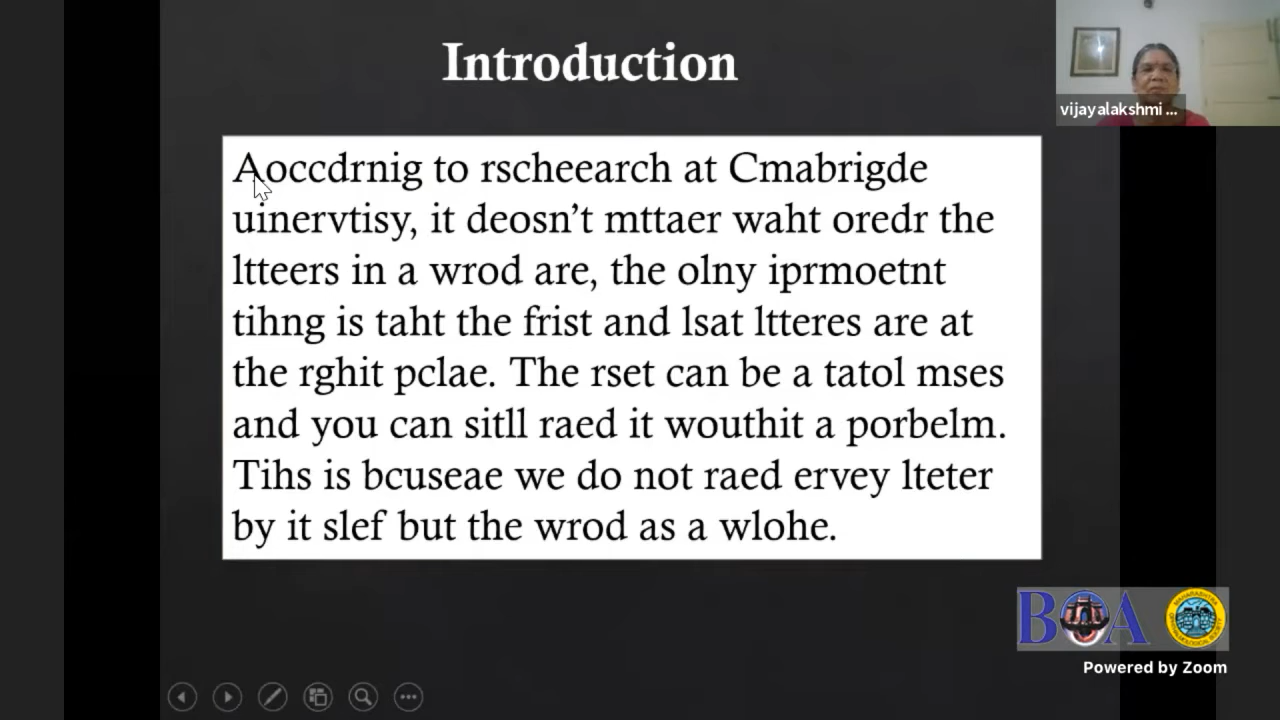 Introduction
vijayalakshmi ...
Aoccdrnig to rscheearch at Cmabrigde
uinervtisy, it deosn’t mttaer waht oredr the
ltteers in a wrod are, the olny iprmoetnt
tihng is taht the frist and lsat ltteres are at
the rghit pclae. The rset can be a tatol mses
and you can sitll raed it wouthit a porbelm.
Tihs is bcuseae we do not raed ervey lteter
by it slef but the wrod as a wlohe.
BOA
Powered by Zoom